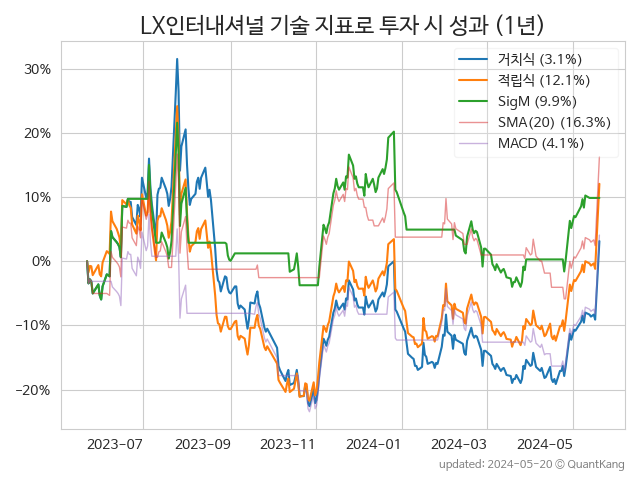 LX인터내셔널 기술 지표로 투자 시 성과 (1년)
거치식 (3.1%)
적립식 (12.1%)
SigM (9.9%)
SMA(20) (16.3%)
MACD (4.1%)
30%
20%
10%
0%
−10%
−20%
2023-07
2023-09
2023-11
2024-01
2024-03
2024-05
updated: 2024-05-20 © QuantKang